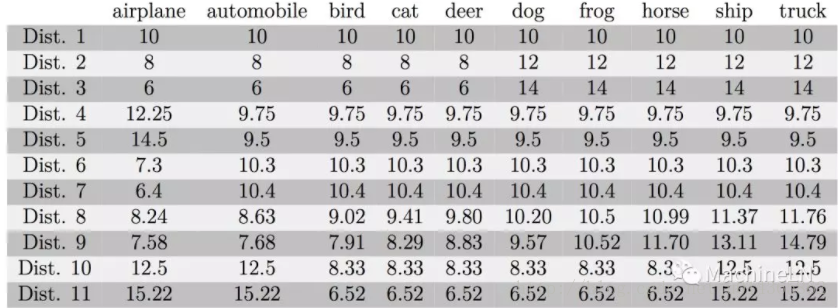 airplane automobile bird cat deer dog frog horse ship truck
Dist. 1 10 10 10 10 10 10 10 10 10 10
Dist. 2 8 8 8 8 8 12 12 12 12 12
Dist. 3 6 6 6 6 6 14 14 14 14 14
Dist. 4 12.25 9.75 9.75 9.75 9.75 9.75 9.75 9.75 9.75 9.75
Dist. 5 14.5 9.5 9.5 9.5 9.5 9.5 9.5 9.5 9.5 9.5
Dist. 6 7.3 10.3 10.3 10.3 10.3 10.3 10.3 10.3 10.3 10.3
Dist. 7 6.4 10.4 10.4 10.4 10.4 10.4 10.4 10.4 10.4 10.4
Dist. 8 8.24 8.63 9.02 9.41 9.80 10.20 10.5 10.99 11.37 11.76
Dist. 9 7.58 7.68 7.91 8.29 8.83 9.57 10.52 11.70 13.11 14.79
Dist. 10 12.5 12.5 8.33 8.33 8.33 8.33 8.33 8.3 12.5 12.5
Dist. 11 15.22 15.22 6.52 6.52 6.52 6.52 6.52 6.52 15.22 15.22